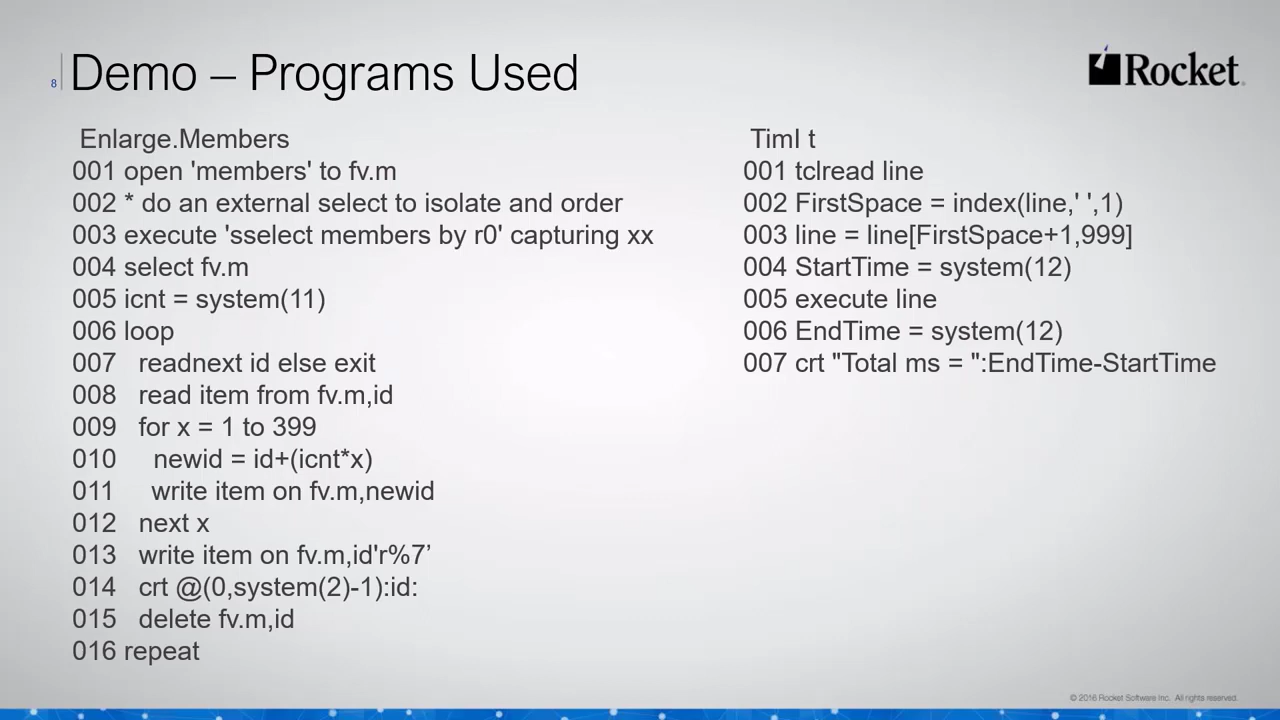 8
Demo – Programs Used
Rocket
Enlarge.Members
001 open 'members' to fv.m
002 * do an external select to isolate and order
003 execute 'sselect members by r0' capturing xx
004 select fv.m
005 icnt = system(11)
006 loop
007 readnext id else exit
008 read item from fv.m,id
009 for x = 1 to 399
010 newid = id+(icnt*x)
011 write item on fv.m,newid
012 next x
013 write item on fv.m,id'r%7’
014 crt @(0,system(2)-1):id:
015 delete fv.m,id
016 repeat
TimI t
001 tclread line
002 FirstSpace = index(line,' ',1)
003 line = line[FirstSpace+1,999]
004 StartTime = system(12)
005 execute line
006 EndTime = system(12)
007 crt "Total ms = ":EndTime-StartTime
© 2016 Rocket Software Inc. All rights reserved.